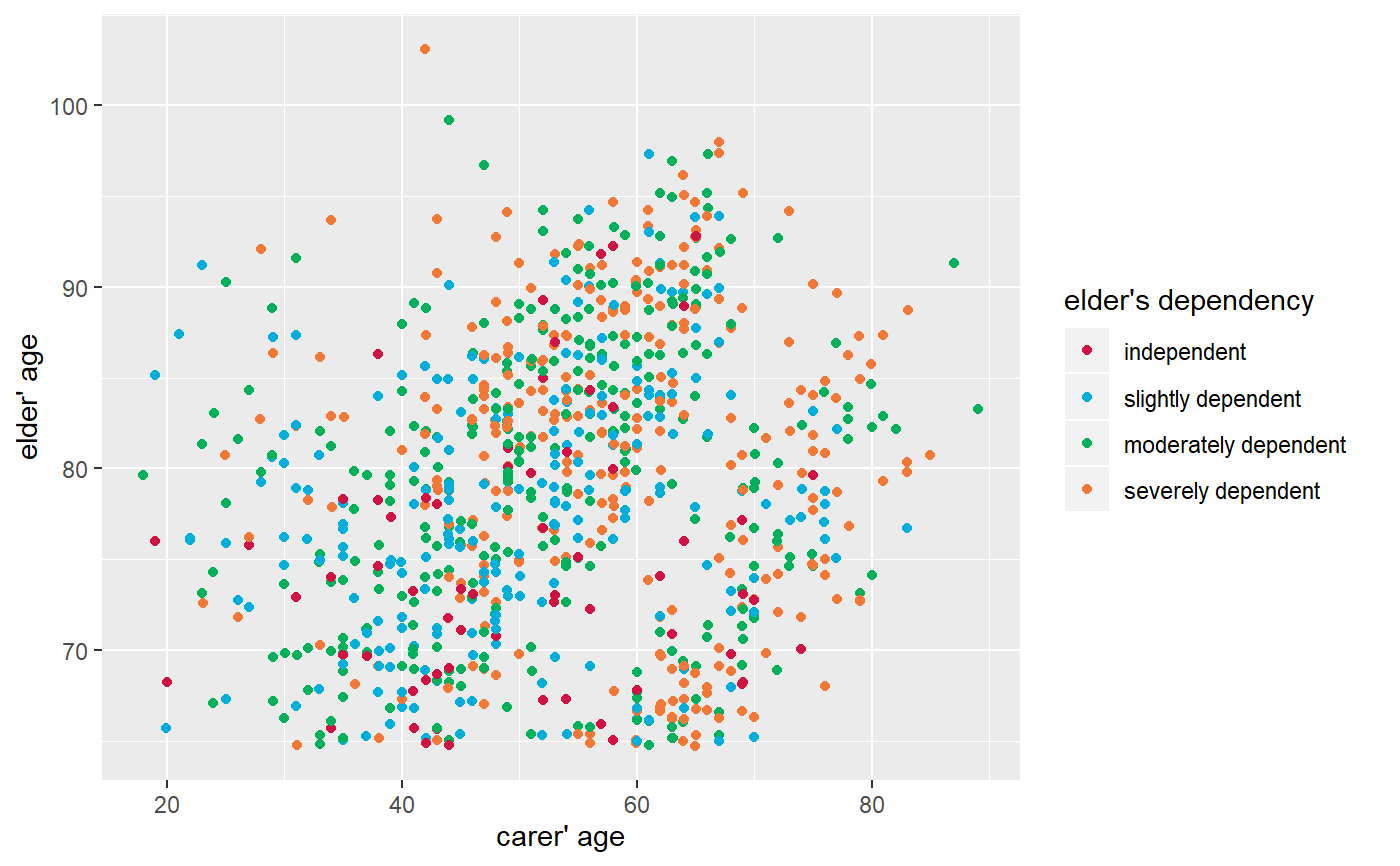 100
90
80
70
elder' age
20
40
60
80
carer' age
elder's dependency
independent
slightly dependent
moderately dependent
severely dependent